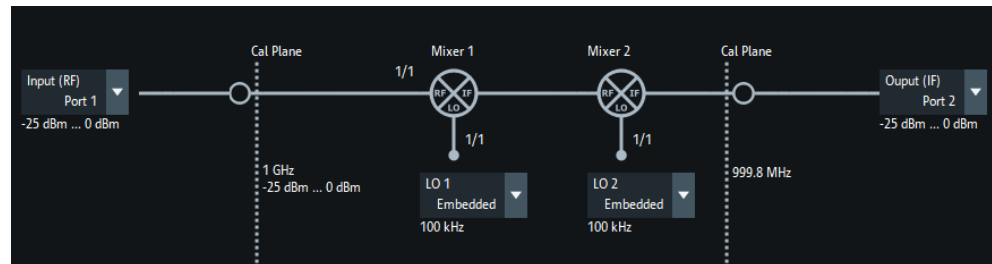 Cal Plane
Mixer 1
Mixer 2
Cal Plane
Input (RF)
Port 1
-25 dBm ... 0 dBm
1/1
RF IF
LO
1/1
RF IF
LO
1/1
Ouput (IF)
Port 2
-25 dBm ... 0 dBm
1 GHz
-25 dBm ... 0 dBm
LO 1
Embedded
100 kHz
LO 2
Embedded
100 kHz
999.8 MHz